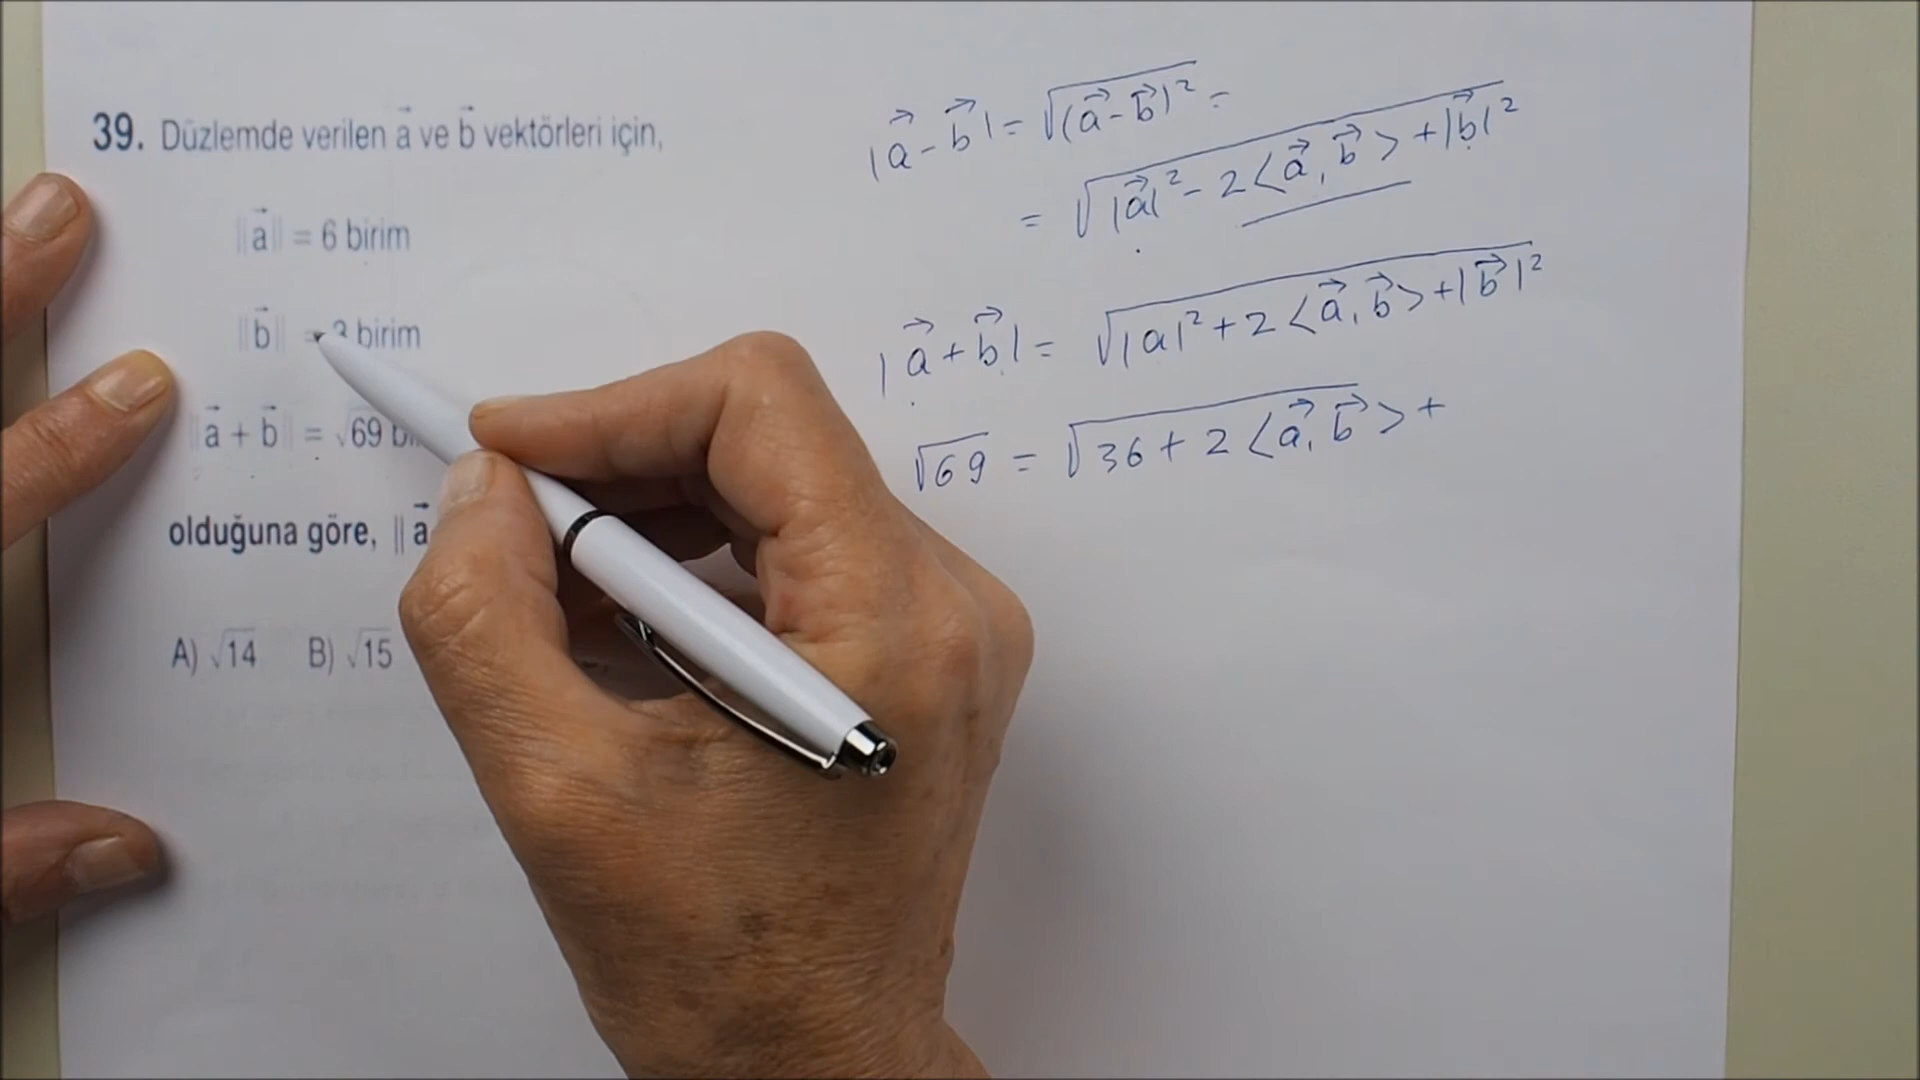 39. Düzlemde verilen a⃗ ve b⃗ vektörleri için,
||a⃗|| = 6 birim
||b⃗|| = 3 birim
||a⃗ + b⃗|| = √69
olduğuna göre, ||a⃗
A) √14 B) √15
|a⃗ - b⃗| = √(a⃗ - b⃗)² =
= √|a⃗|² - 2<a⃗, b⃗> + |b⃗|²
|a⃗ + b⃗| = √|a|² + 2<a⃗, b⃗> + |b⃗|²
√69 = √36 + 2<a⃗, b⃗> +